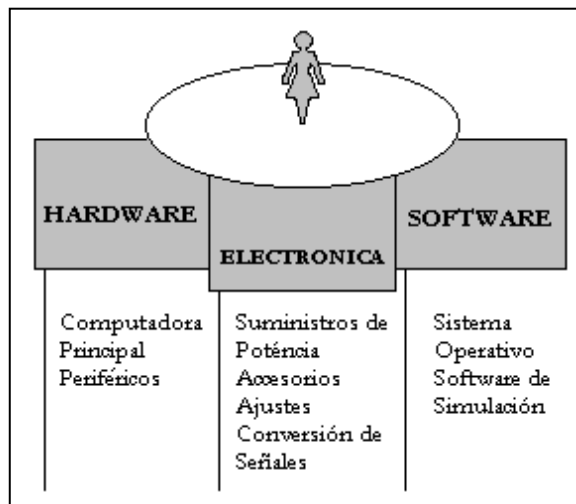 HARDWARE
ELECTRONICA
SOFTWARE
Computadora
Principal
Periféricos
Suministros de
Poténcia
Accesorios
Ajustes
Conversión de
Señales
Sistema
Operativo
Software de
Simulación